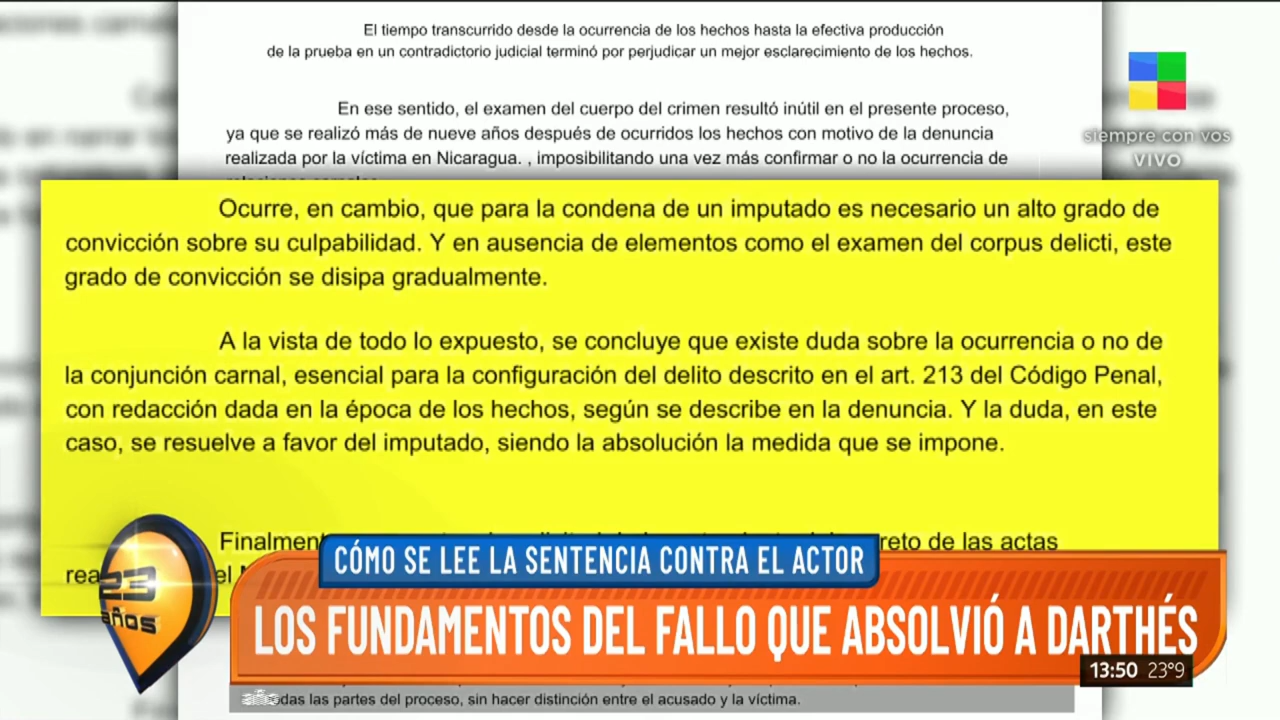 El tiempo transcurrido desde la ocurrencia de los hechos hasta la efectiva producción
de la prueba en un contradictorio judicial terminó por perjudicar un mejor esclarecimiento de los hechos.
En ese sentido, el examen del cuerpo del crimen resultó inútil en el presente proceso,
ya que se realizó más de nueve años después de ocurridos los hechos con motivo de la denuncia
realizada por la víctima en Nicaragua. , imposibilitando una vez más confirmar o no la ocurrencia de
siempre con vos
VIVO
Ocurre, en cambio, que para la condena de un imputado es necesario un alto grado de
convicción sobre su culpabilidad. Y en ausencia de elementos como el examen del corpus delicti, este
grado de convicción se disipa gradualmente.
A la vista de todo lo expuesto, se concluye que existe duda sobre la ocurrencia o no de
la conjunción carnal, esencial para la configuración del delito descrito en el art. 213 del Código Penal,
con redacción dada en la época de los hechos, según se describe en la denuncia. Y la duda, en este
caso, se resuelve a favor del imputado, siendo la absolución la medida que se impone.
de las actas
23
años
CÓMO SE LEE LA SENTENCIA CONTRA EL ACTOR
LOS FUNDAMENTOS DEL FALLO QUE ABSOLVIÓ A DARTHÉS
13:50 23°9
las partes del proceso, sin hacer distinción entre el acusado y la víctima.